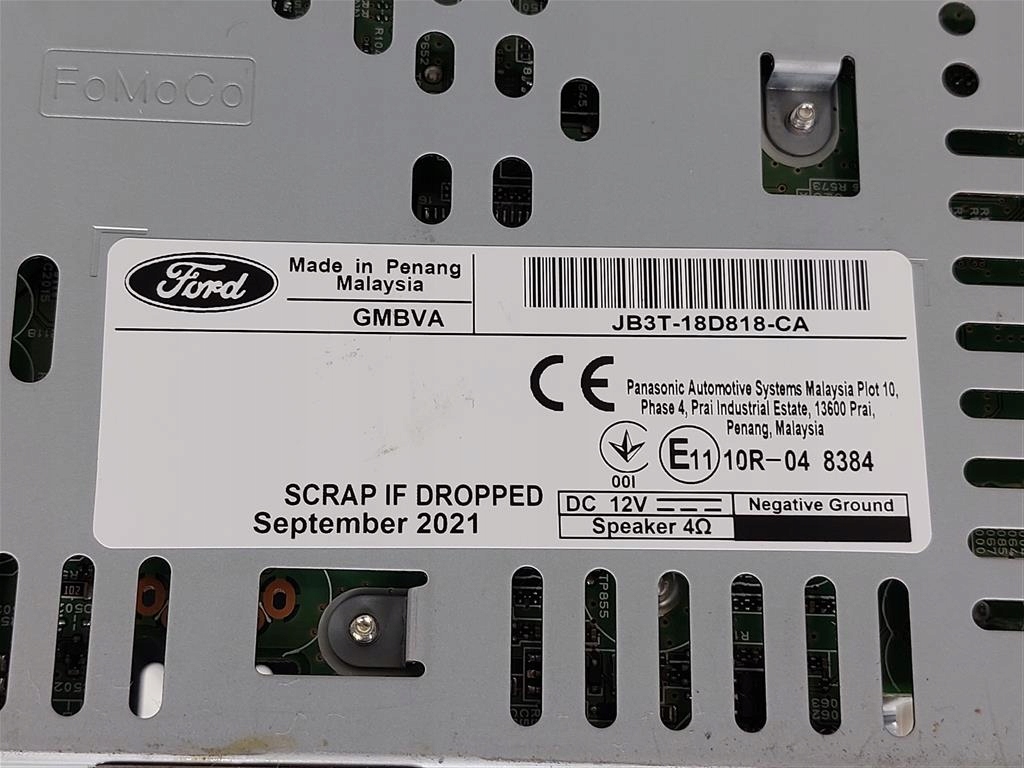 FoMoCo
Ford
Made in Penang
Malaysia
GMBVA
JB3T-18D818-CA
CE
Panasonic Automotive Systems Malaysia Plot 10,
Phase 4, Prai Industrial Estate, 13600 Prai,
Penang, Malaysia
001
E11 10R-04 8384
SCRAP IF DROPPED
September 2021
DC 12V
Negative Ground
Speaker 4Ω
TP855
R573